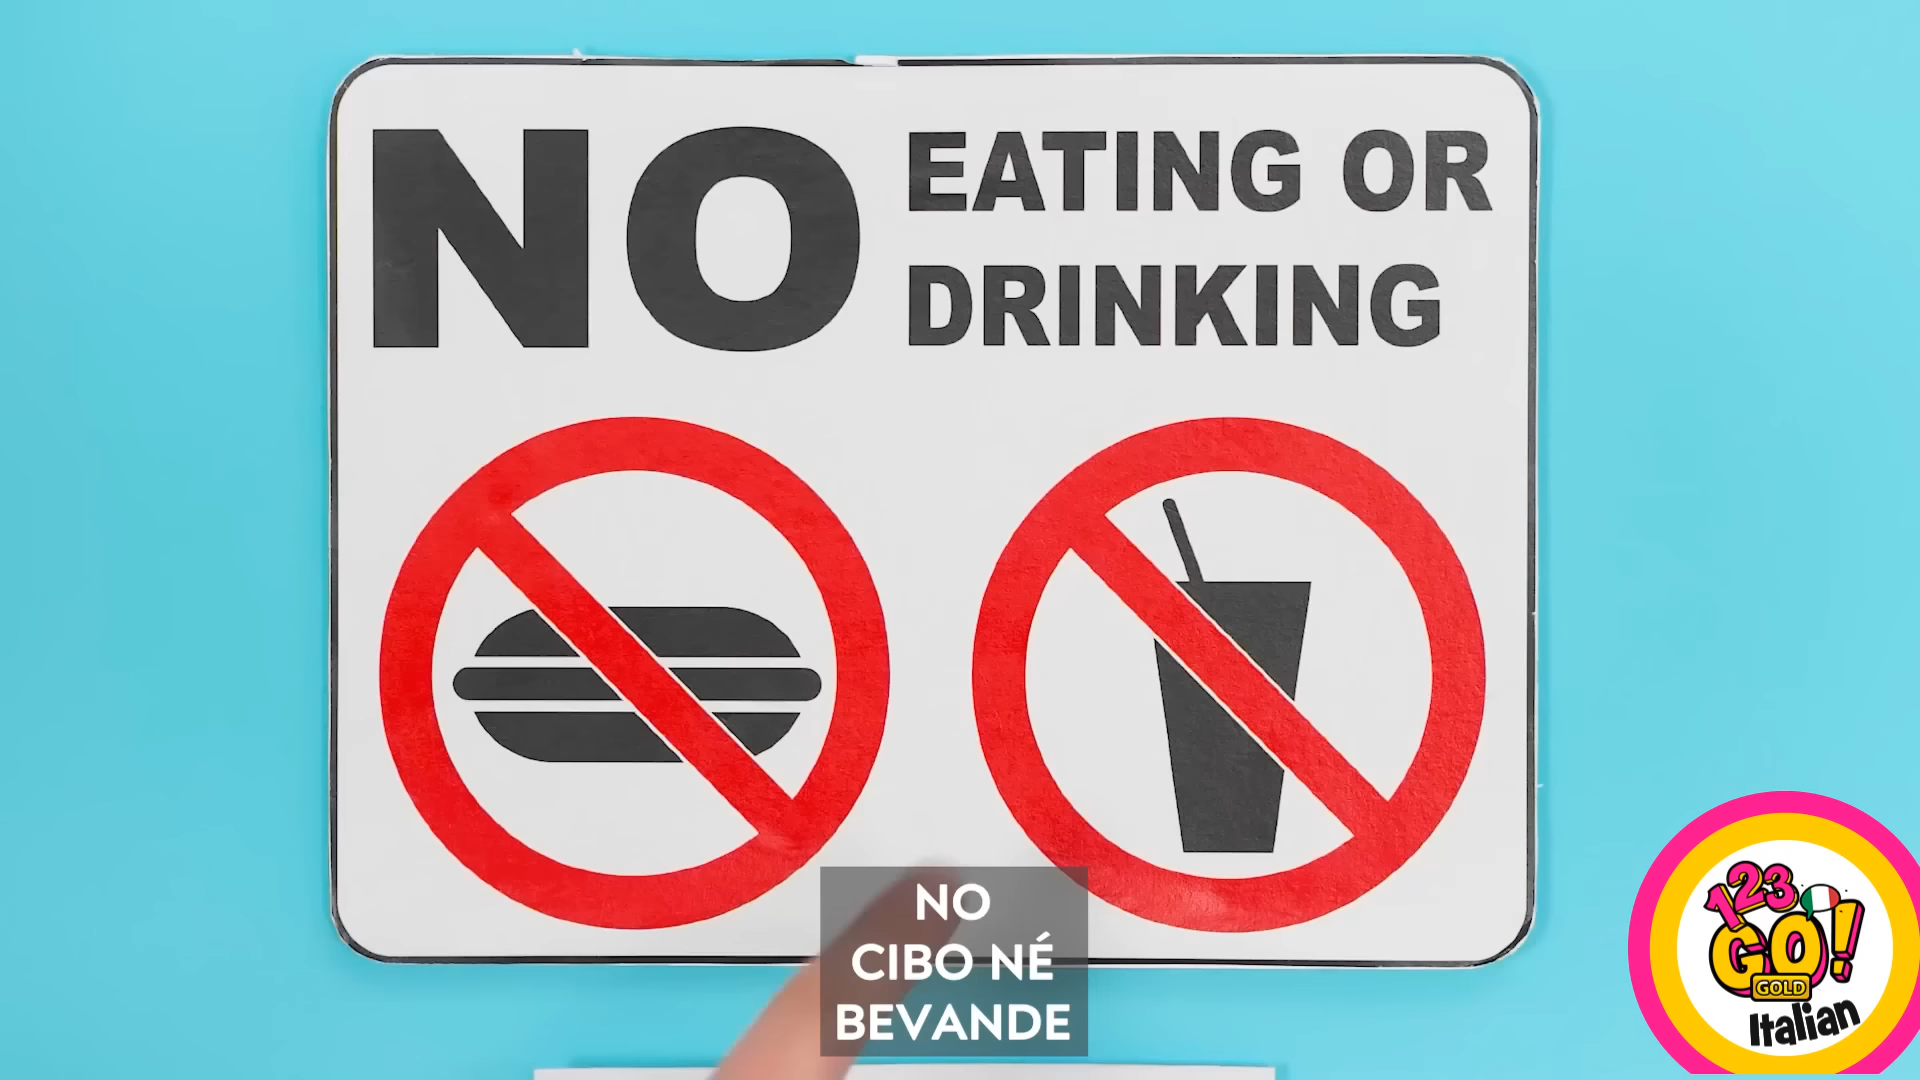 NO EATING OR
DRINKING
NO
CIBO NÉ
BEVANDE
123
GO!
GOLD
Italian